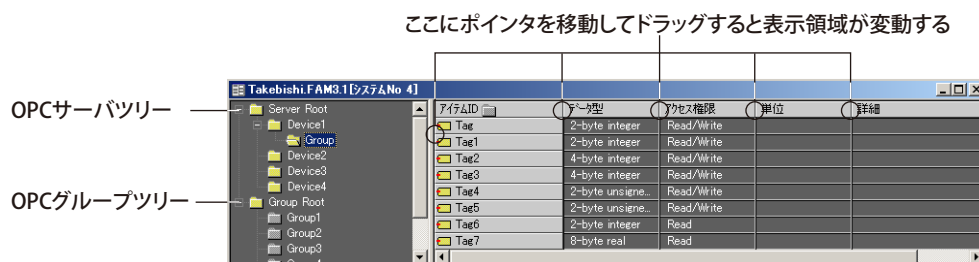 ここにポインタを移動してドラッグすると表示領域が変動する
Takebishi.FAM3.1[システムNo 4]
OPCサーバツリー
Server Root
Device1
Group
Device2
Device3
Device4
OPCグループツリー
Group Root
Group1
Group2
Group3
アイテムID データ型 アクセス権限 単位 詳細
Tag 2-byte integer Read/Write
Tag1 2-byte integer Read/Write
Tag2 4-byte integer Read/Write
Tag3 4-byte integer Read/Write
Tag4 2-byte unsigne... Read/Write
Tag5 2-byte unsigne... Read/Write
Tag6 2-byte integer Read
Tag7 8-byte real Read